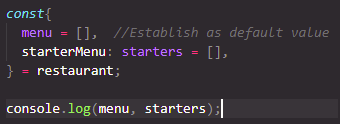 const{
menu = [], //Establish as default value
starterMenu: starters = [],
} = restaurant;
console.log(menu, starters);